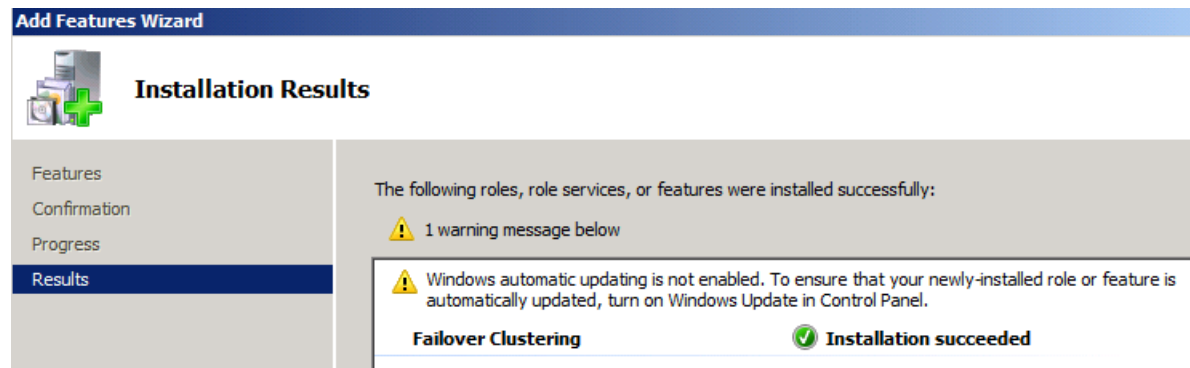 Add Features Wizard
Installation Results
Features
Confirmation
Progress
Results
The following roles, role services, or features were installed successfully:
1 warning message below
Windows automatic updating is not enabled. To ensure that your newly-installed role or feature is
automatically updated, turn on Windows Update in Control Panel.
Failover Clustering Installation succeeded